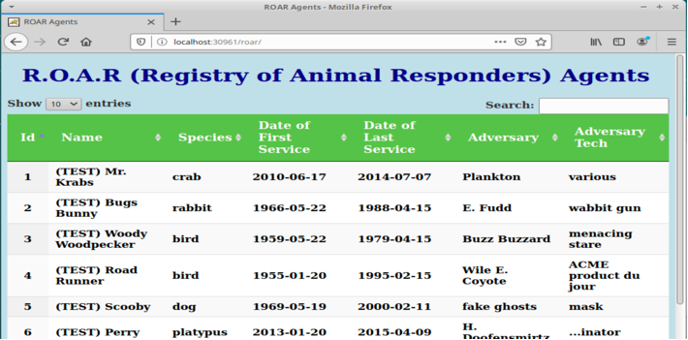 ROAR Agents - Mozilla Firefox
ROAR Agents
localhost:30961/roar/
R.O.A.R (Registry of Animal Responders) Agents
Show 10 entries
Search:
Id Name Species Date of First Service Date of Last Service Adversary Adversary Tech
1 (TEST) Mr. Krabs crab 2010-06-17 2014-07-07 Plankton various
2 (TEST) Bugs Bunny rabbit 1966-05-22 1988-04-15 E. Fudd wabbit gun
3 (TEST) Woody Woodpecker bird 1959-05-22 1979-04-15 Buzz Buzzard menacing stare
4 (TEST) Road Runner bird 1955-01-20 1995-02-15 Wile E. Coyote ACME product du jour
5 (TEST) Scooby dog 1969-05-19 2000-02-11 fake ghosts mask
6 (TEST) Perry platypus 2013-01-20 2015-04-09 H. Doofensmirtz ...inator